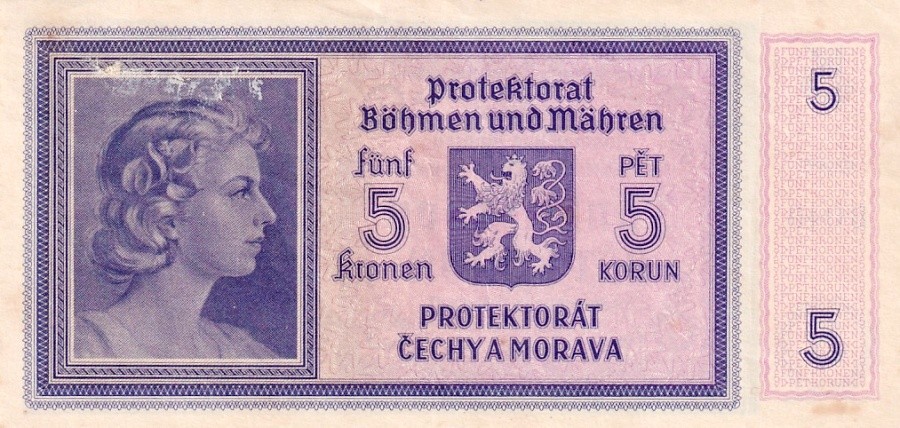 Protektorat
Böhmen und Mähren
fünf PĚT
5 5
Kronen KORUN
PROTEKTORÁT
ČECHY A MORAVA
5
5